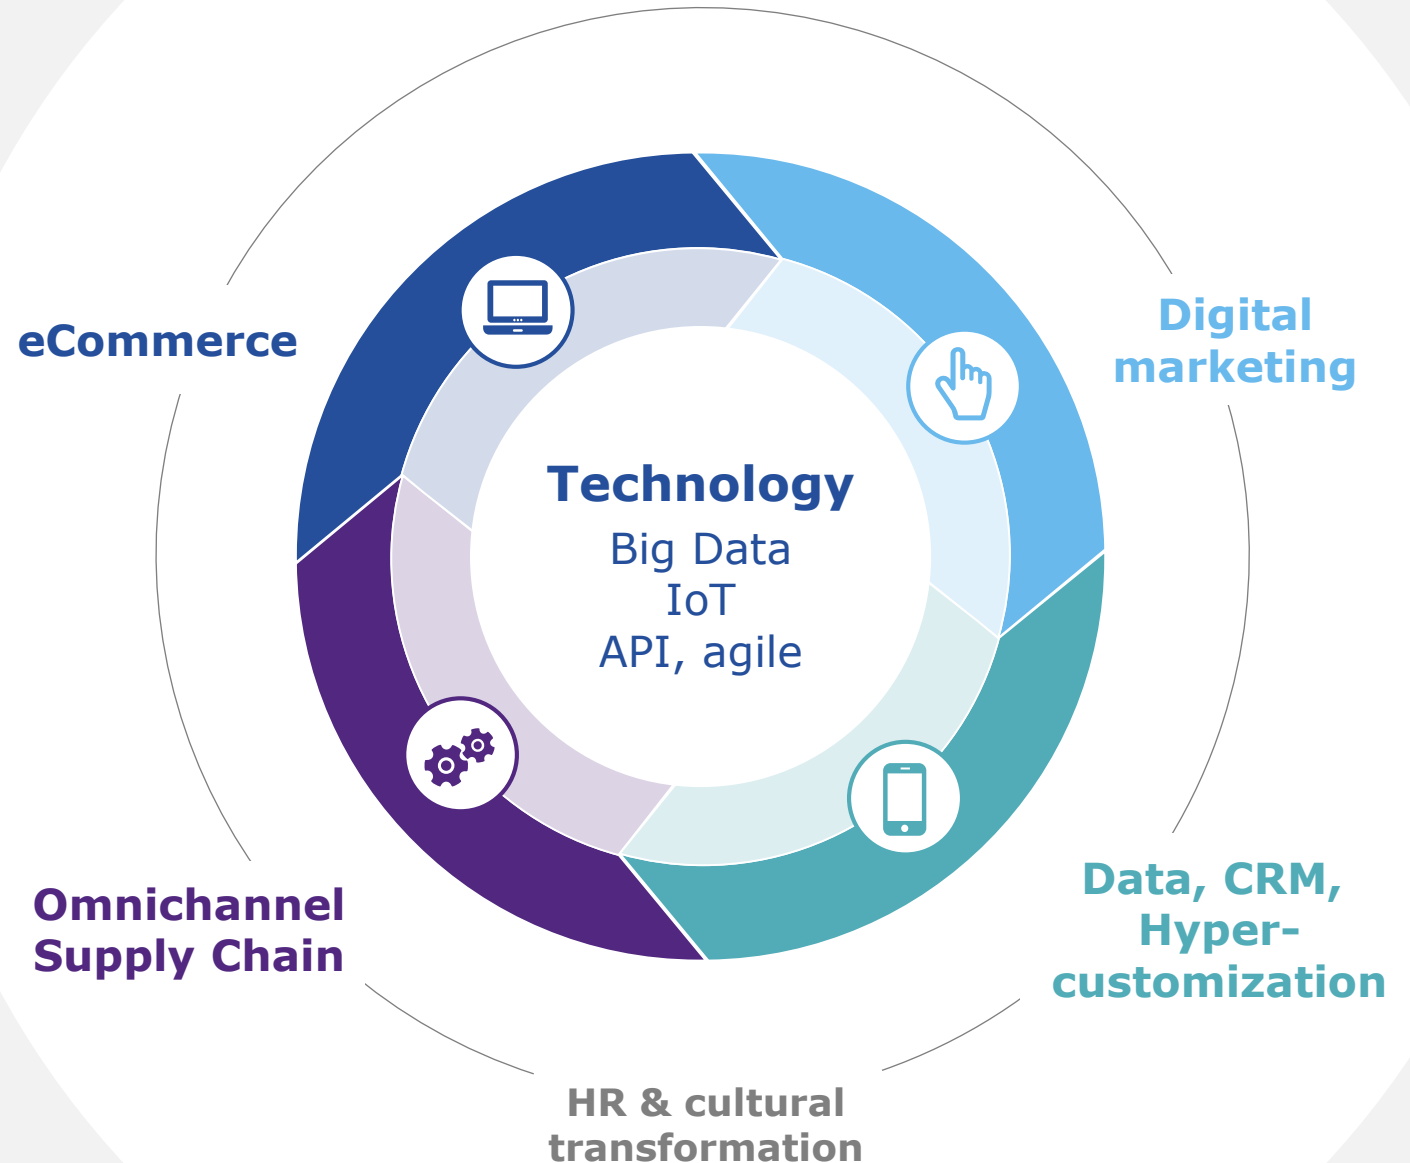 eCommerce
Digital
marketing
Technology
Big Data
IoT
API, agile
Omnichannel
Supply Chain
Data, CRM,
Hyper-
customization
HR & cultural
transformation